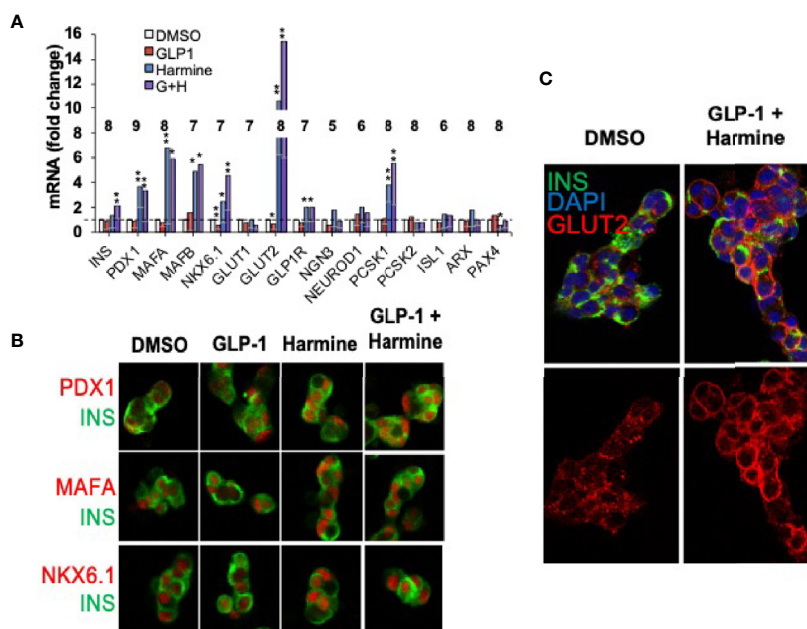 A
mRNA (fold change)
16
14
12
10
8
6
4
2
0
DMSO
GLP1
Harmine
G+H
8 9 8 7 7 7 8 7 5 6 8 8 6 8 8
** ** * ** * * * ** * ** ** * ** ** * * ** ** *
INS PDX1 MAFA MAFB NKX6.1 GLUT1 GLUT2 GLP1R NGN3 NEUROD1 PCSK1 PCSK2 ISL1 ARX PAX4
B
DMSO GLP-1 Harmine GLP-1 +
Harmine
PDX1
INS
MAFA
INS
NKX6.1
INS
C
DMSO GLP-1 +
Harmine
INS
DAPI
GLUT2